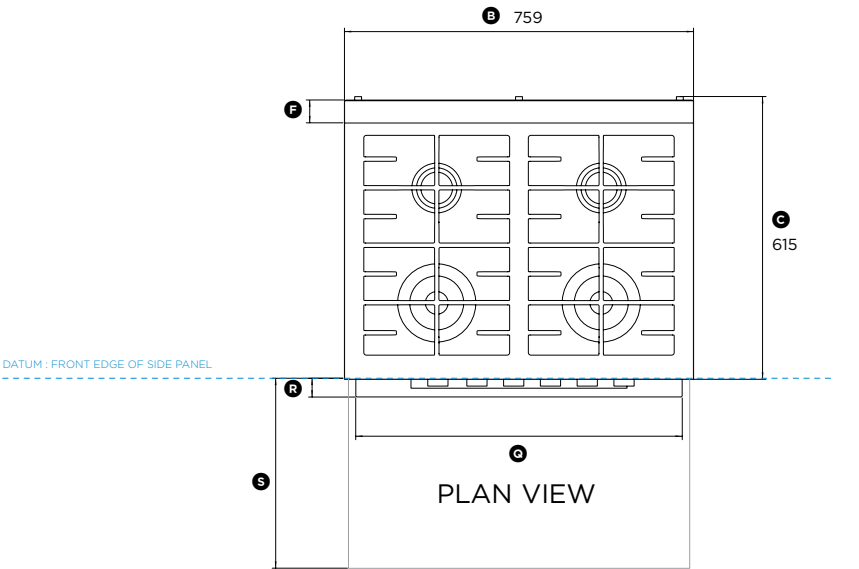 B 759
F
C
615
DATUM : FRONT EDGE OF SIDE PANEL
R
Q
S
PLAN VIEW